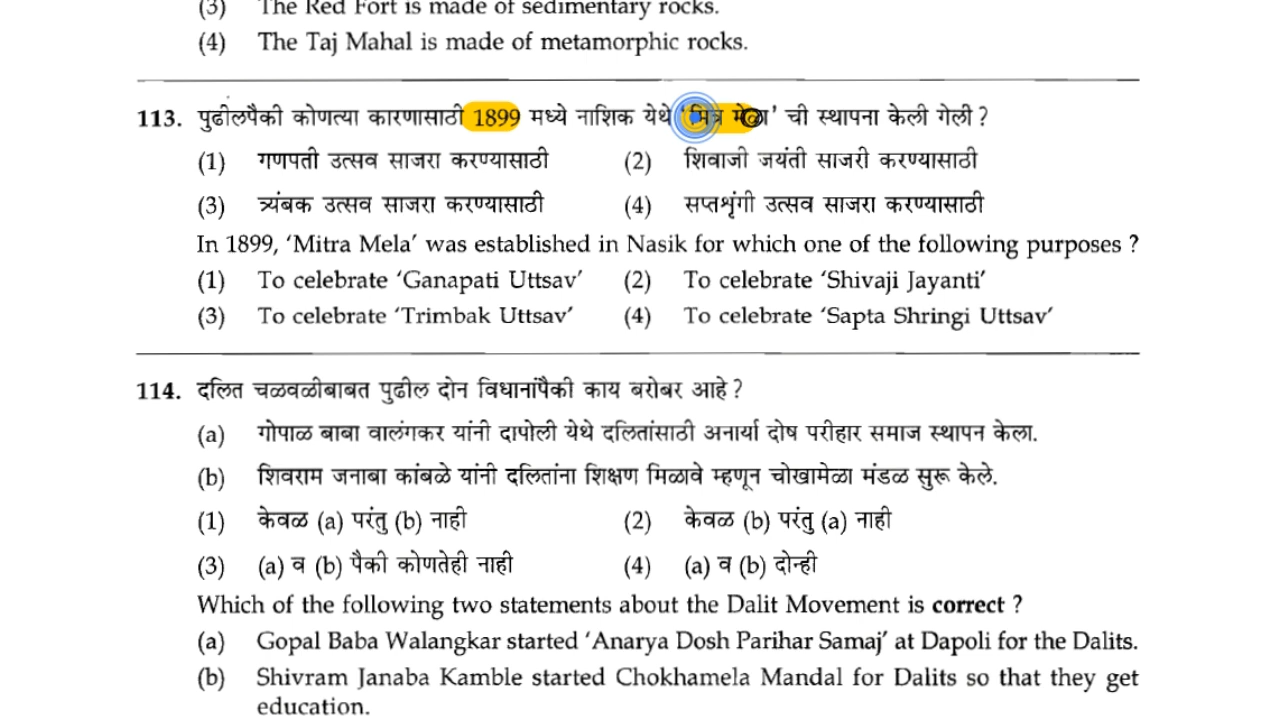 (3) The Red Fort is made of sedimentary rocks.
(4) The Taj Mahal is made of metamorphic rocks.
113. पुढीलपैकी कोणत्या कारणासाठी 1899 मध्ये नाशिक येथे 'मित्र मेळा' ची स्थापना केली गेली ?
(1) गणपती उत्सव साजरा करण्यासाठी (2) शिवाजी जयंती साजरी करण्यासाठी
(3) त्र्यंबक उत्सव साजरा करण्यासाठी (4) सप्तशृंगी उत्सव साजरा करण्यासाठी
In 1899, 'Mitra Mela' was established in Nasik for which one of the following purposes ?
(1) To celebrate 'Ganapati Uttsav' (2) To celebrate 'Shivaji Jayanti'
(3) To celebrate 'Trimbak Uttsav' (4) To celebrate 'Sapta Shringi Uttsav'
114. दलित चळवळीबाबत पुढील दोन विधानांपैकी काय बरोबर आहे ?
(a) गोपाळ बाबा वालंगकर यांनी दापोली येथे दलितांसाठी अनार्या दोष परीहार समाज स्थापन केला.
(b) शिवराम जनाबा कांबळे यांनी दलितांना शिक्षण मिळावे म्हणून चोखामेळा मंडळ सुरू केले.
(1) केवळ (a) परंतु (b) नाही (2) केवळ (b) परंतु (a) नाही
(3) (a) व (b) पैकी कोणतेही नाही (4) (a) व (b) दोन्ही
Which of the following two statements about the Dalit Movement is correct ?
(a) Gopal Baba Walangkar started 'Anarya Dosh Parihar Samaj' at Dapoli for the Dalits.
(b) Shivram Janaba Kamble started Chokhamela Mandal for Dalits so that they get
education.